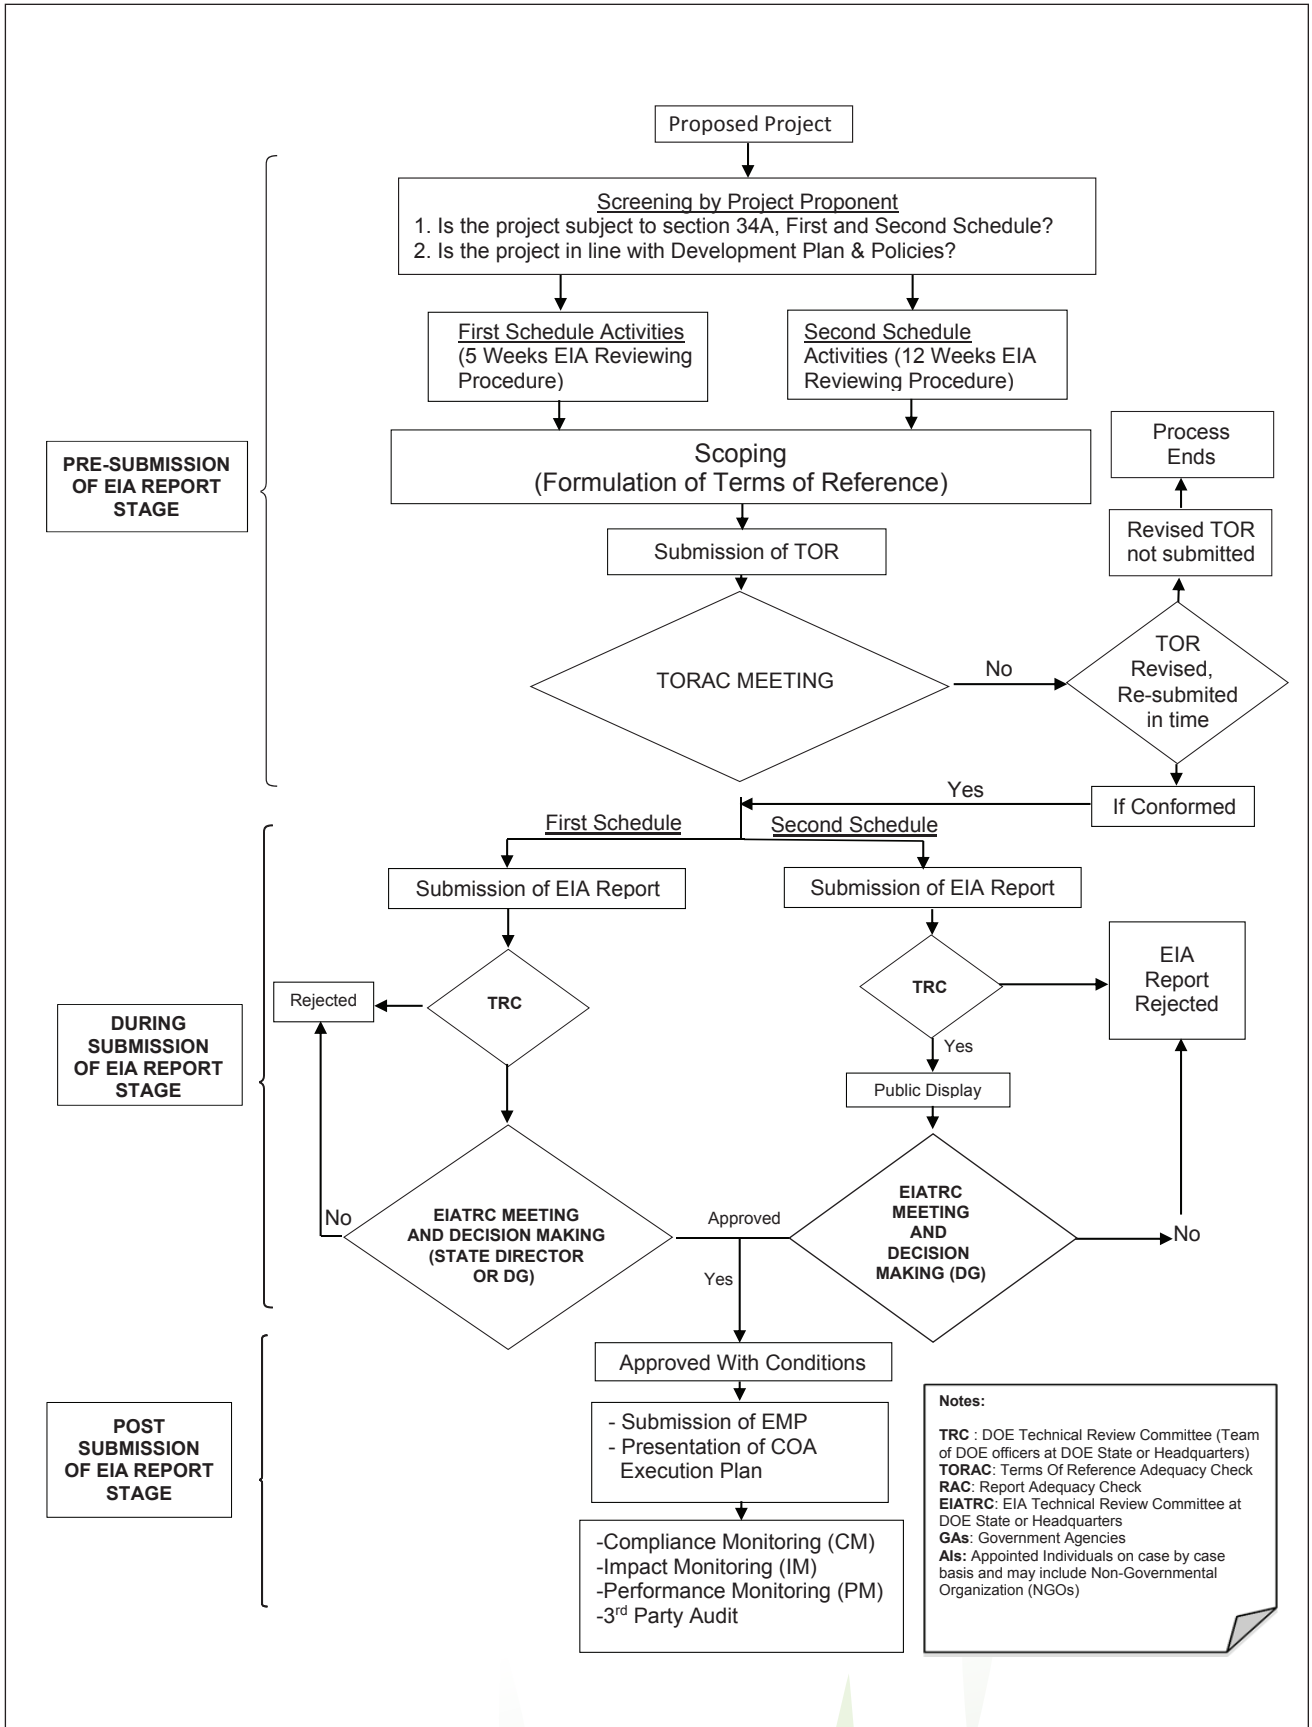 Proposed Project
Screening by Project Proponent
1. Is the project subject to section 34A, First and Second Schedule?
2. Is the project in line with Development Plan & Policies?
First Schedule Activities
(5 Weeks EIA Reviewing
Procedure)
Second Schedule
Activities (12 Weeks EIA
Reviewing Procedure)
PRE-SUBMISSION
OF EIA REPORT
STAGE
Scoping
(Formulation of Terms of Reference)
Process
Ends
Submission of TOR
Revised TOR
not submitted
TORAC MEETING
No
TOR
Revised,
Re-submited
in time
Yes
If Conformed
First Schedule
Second Schedule
Submission of EIA Report
Submission of EIA Report
DURING
SUBMISSION
OF EIA REPORT
STAGE
Rejected
TRC
TRC
EIA
Report
Rejected
Yes
Public Display
No
EIATRC MEETING
AND DECISION MAKING
(STATE DIRECTOR
OR DG)
Approved
Yes
EIATRC
MEETING
AND
DECISION
MAKING (DG)
No
POST
SUBMISSION
OF EIA REPORT
STAGE
Approved With Conditions
- Submission of EMP
- Presentation of COA
Execution Plan
-Compliance Monitoring (CM)
-Impact Monitoring (IM)
-Performance Monitoring (PM)
-3rd Party Audit
Notes:
TRC : DOE Technical Review Committee (Team
of DOE officers at DOE State or Headquarters)
TORAC: Terms Of Reference Adequacy Check
RAC: Report Adequacy Check
EIATRC: EIA Technical Review Committee at
DOE State or Headquarters
GAs: Government Agencies
AIs: Appointed Individuals on case by case
basis and may include Non-Governmental
Organization (NGOs)